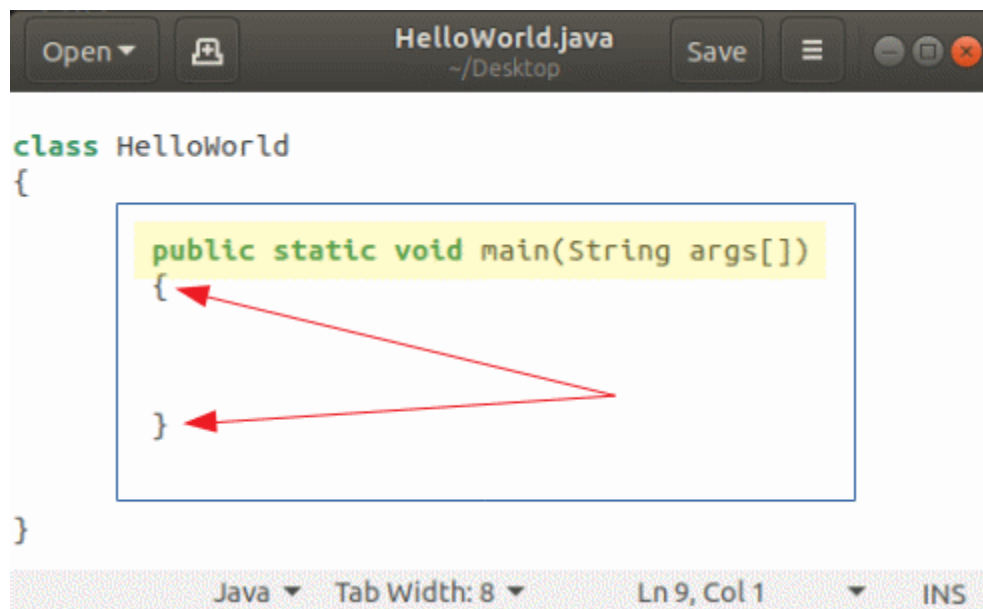 Open HelloWorld.java Save
~/Desktop
class HelloWorld
{
public static void main(String args[])
{
}
}
Java Tab Width: 8 Ln 9, Col 1 INS